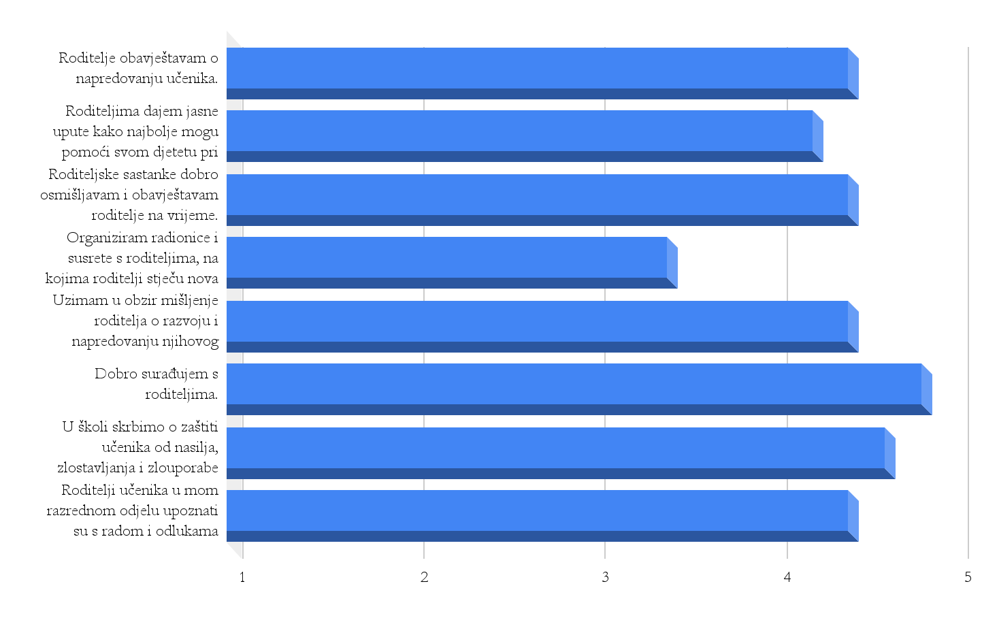 Roditelje obavještavam o
napredovanju učenika.
Roditeljima dajem jasne
upute kako najbolje mogu
pomoći svom djetetu pri
Roditeljske sastanke dobro
osmišljavam i obavještavam
roditelje na vrijeme.
Organiziram radionice i
susrete s roditeljima, na
kojima roditelji stječu nova
Uzimam u obzir mišljenje
roditelja o razvoju i
napredovanju njihovog
Dobro surađujem s
roditeljima.
U školi skrbimo o zaštiti
učenika od nasilja,
zlostavljanja i zlouporabe
Roditelji učenika u mom
razrednom odjelu upoznati
su s radom i odlukama
1 2 3 4 5